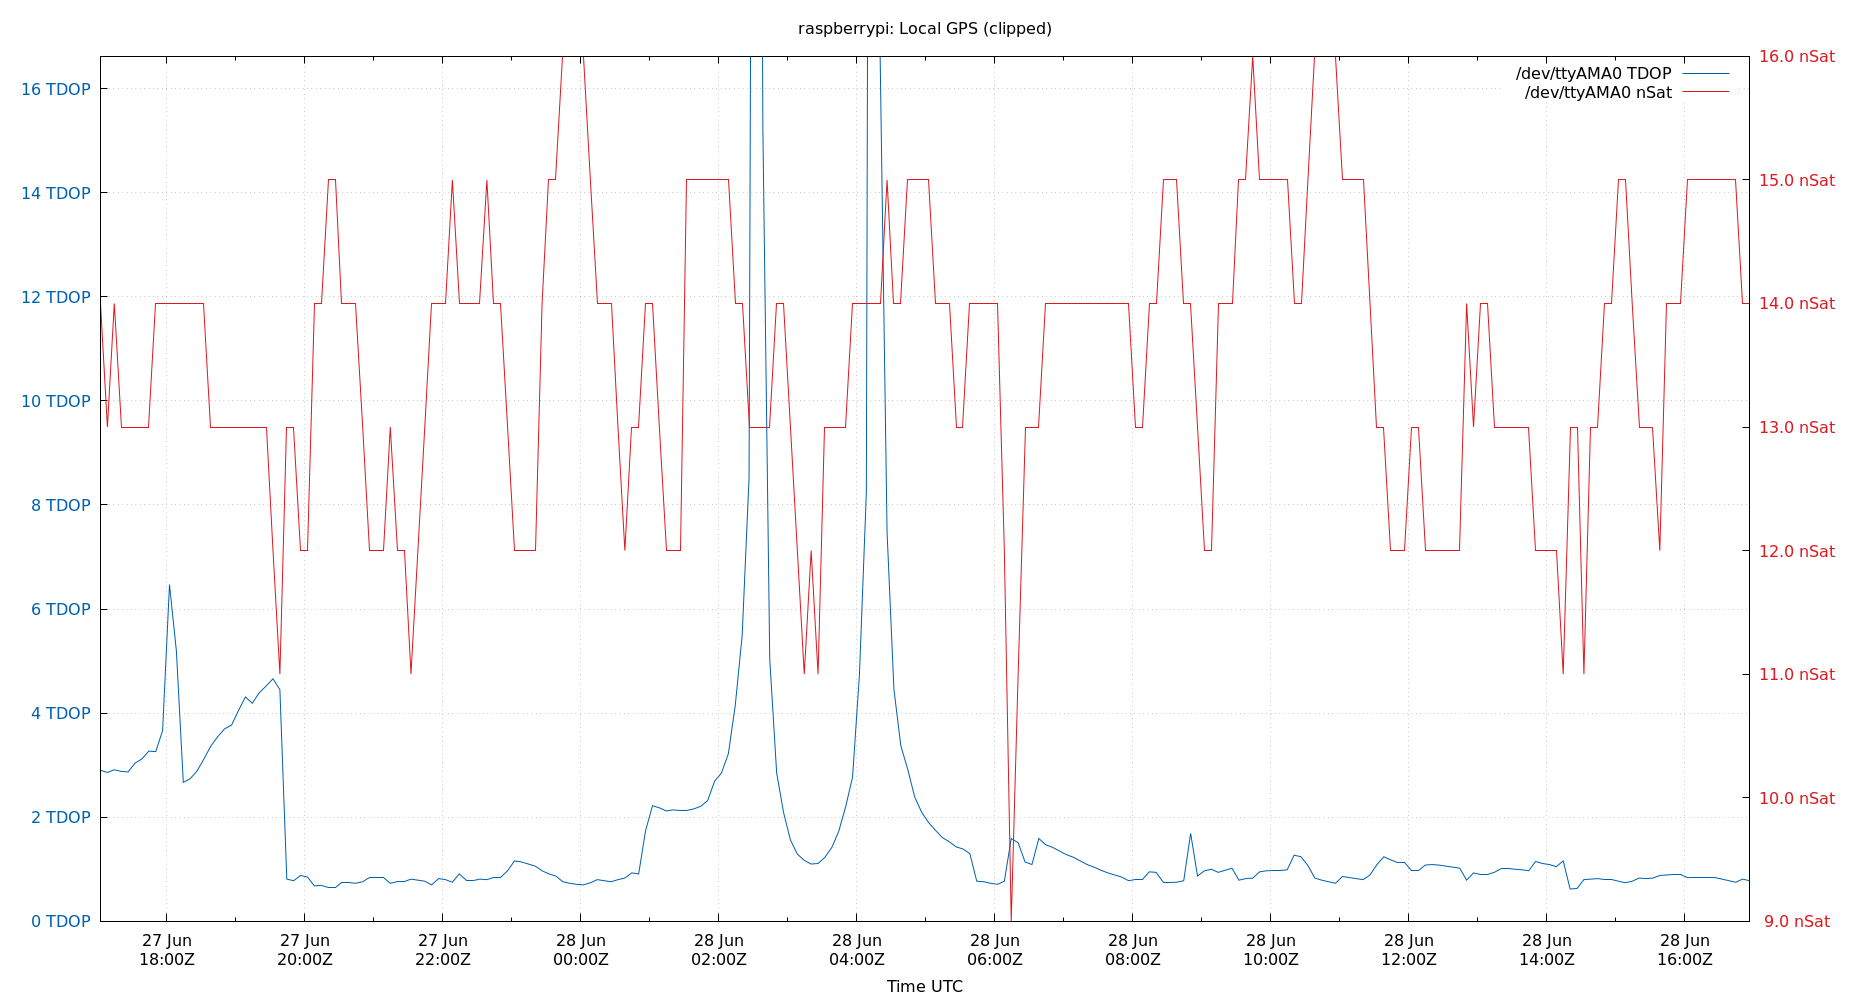 raspberrypi: Local GPS (clipped)
/dev/ttyAMA0 TDOP
/dev/ttyAMA0 nSat
16 TDOP
14 TDOP
12 TDOP
10 TDOP
8 TDOP
6 TDOP
4 TDOP
2 TDOP
0 TDOP
16.0 nSat
15.0 nSat
14.0 nSat
13.0 nSat
12.0 nSat
11.0 nSat
10.0 nSat
9.0 nSat
27 Jun 27 Jun 27 Jun 28 Jun 28 Jun 28 Jun 28 Jun 28 Jun 28 Jun 28 Jun 28 Jun 28 Jun
18:00Z 20:00Z 22:00Z 00:00Z 02:00Z 04:00Z 06:00Z 08:00Z 10:00Z 12:00Z 14:00Z 16:00Z
Time UTC